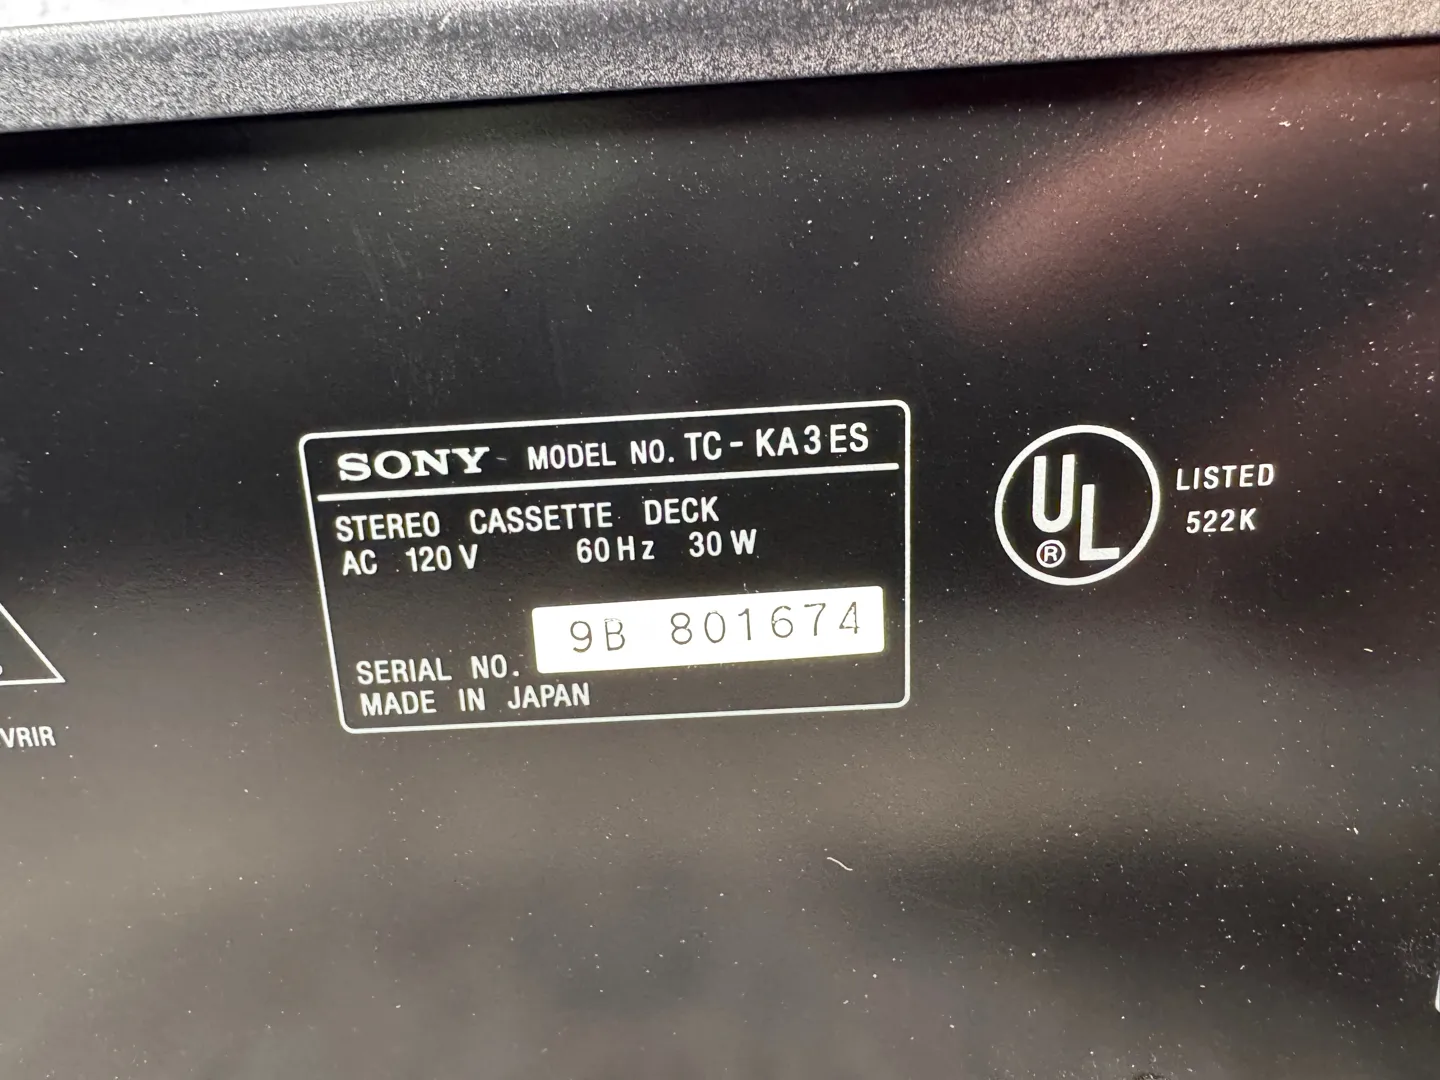 SONY MODEL NO. TC-KA3ES
STEREO CASSETTE DECK
AC 120V 60Hz 30W
9B 801674
SERIAL NO.
MADE IN JAPAN
UL
®
LISTED
522K
VRIR